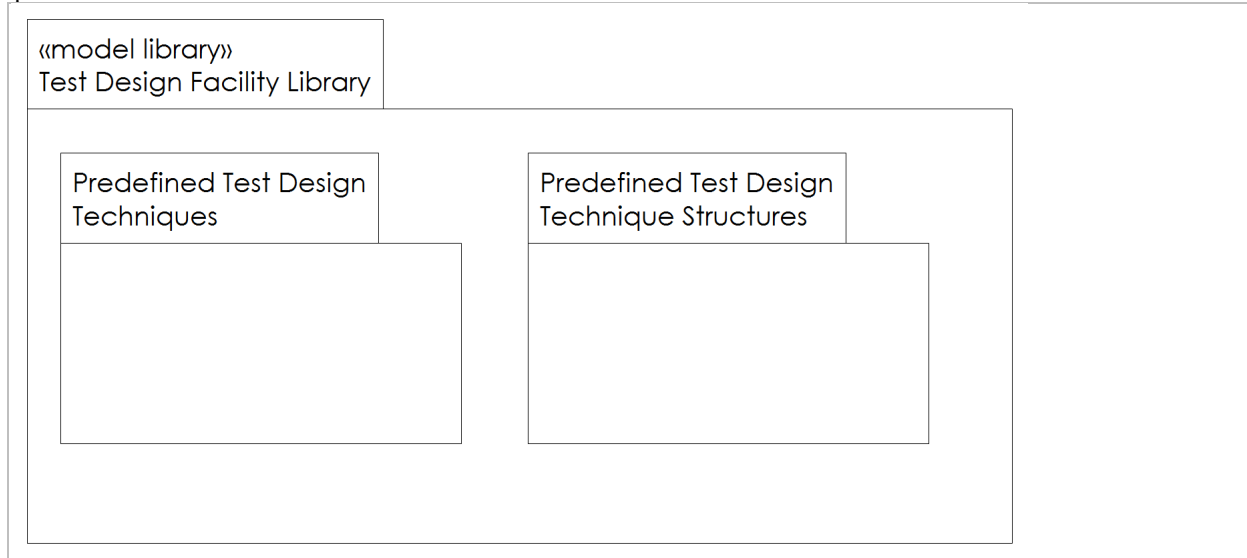 «model library»
Test Design Facility Library
Predefined Test Design
Techniques
Predefined Test Design
Technique Structures